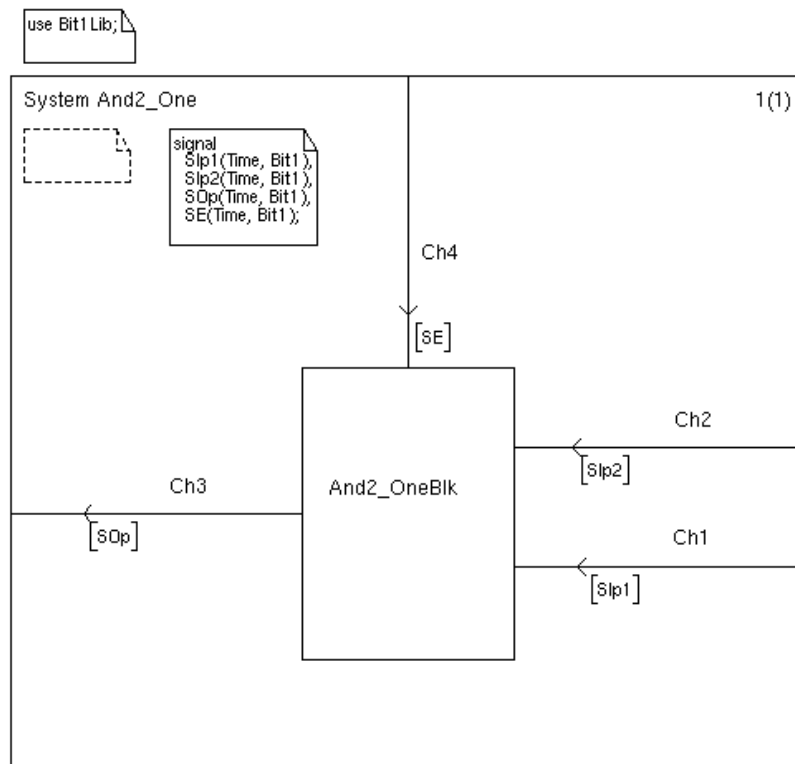 use Bit1Lib;
System And2_One
1(1)
signal
SIp1(Time, Bit1),
SIp2(Time, Bit1),
SOp(Time, Bit1),
SE(Time, Bit1);
Ch4
[SE]
Ch2
[SIp2]
Ch3
And2_OneBlk
[SOp]
Ch1
[SIp1]